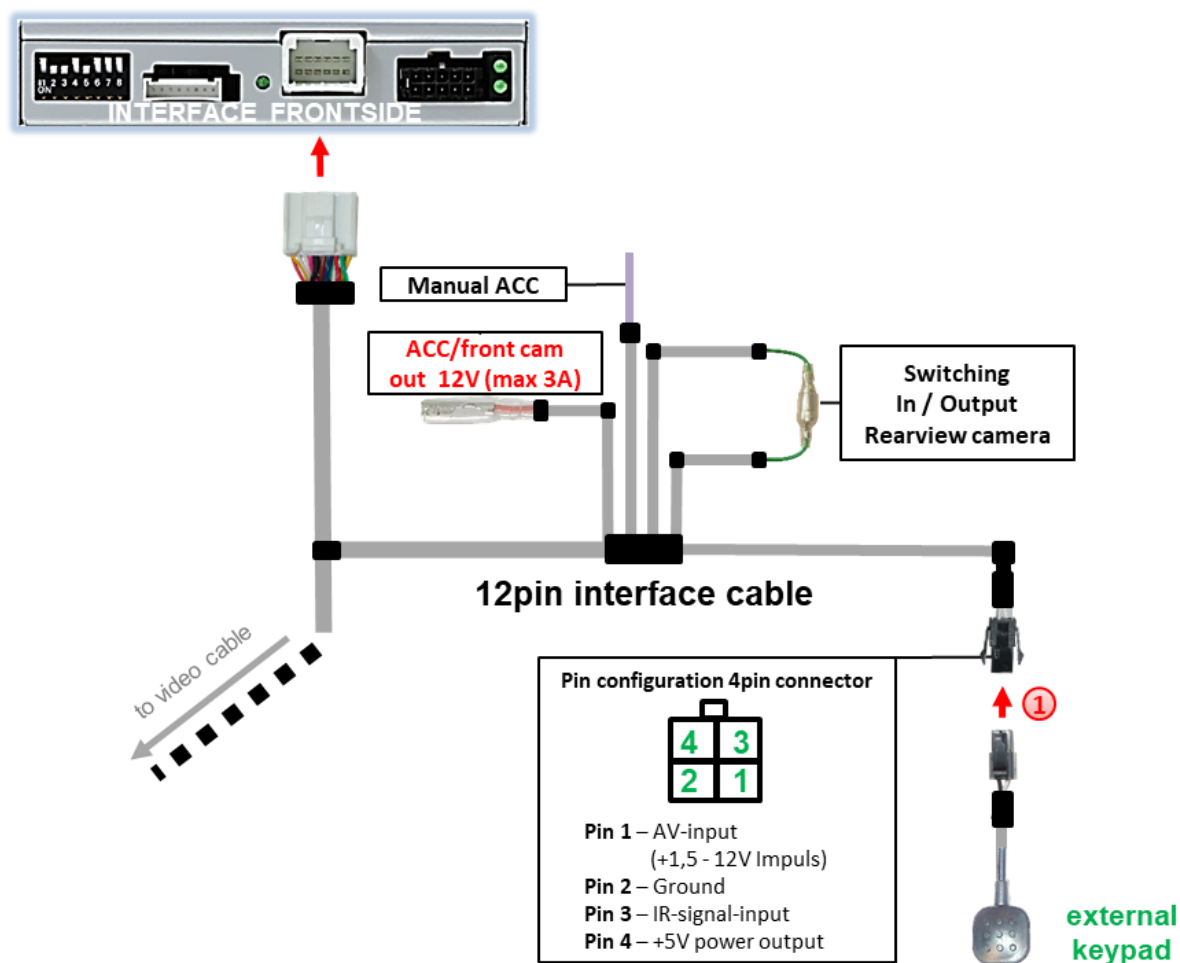 1 2 3 4 5 6 7 8
ON
INTERFACE FRONTSIDE
Manual ACC
ACC/front cam
out 12V (max 3A)
Switching
In / Output
Rearview camera
12pin interface cable
to video cable
Pin configuration 4pin connector
4 3
2 1
Pin 1 – AV-input
(+1,5 - 12V Impuls)
Pin 2 – Ground
Pin 3 – IR-signal-input
Pin 4 – +5V power output
1
external
keypad